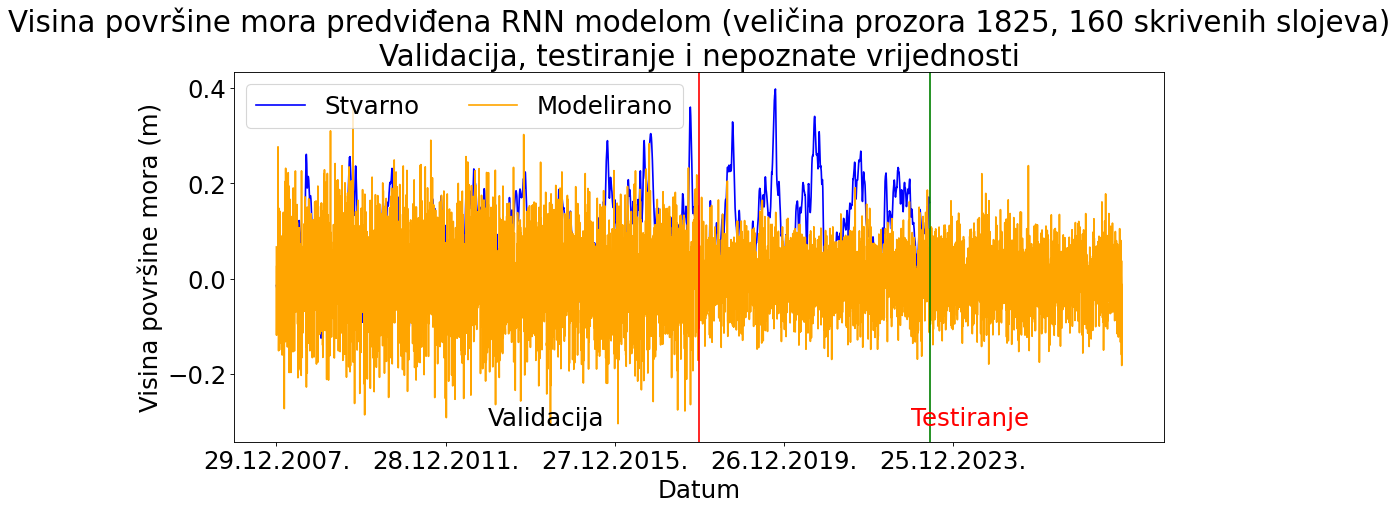 Visina površine mora predviđena RNN modelom (veličina prozora 1825, 160 skrivenih slojeva)
Validacija, testiranje i nepoznate vrijednosti
Stvarno
Modelirano
Visina površine mora (m)
0.4
0.2
0.0
−0.2
Validacija
Testiranje
29.12.2007.
28.12.2011.
27.12.2015.
26.12.2019.
25.12.2023.
Datum